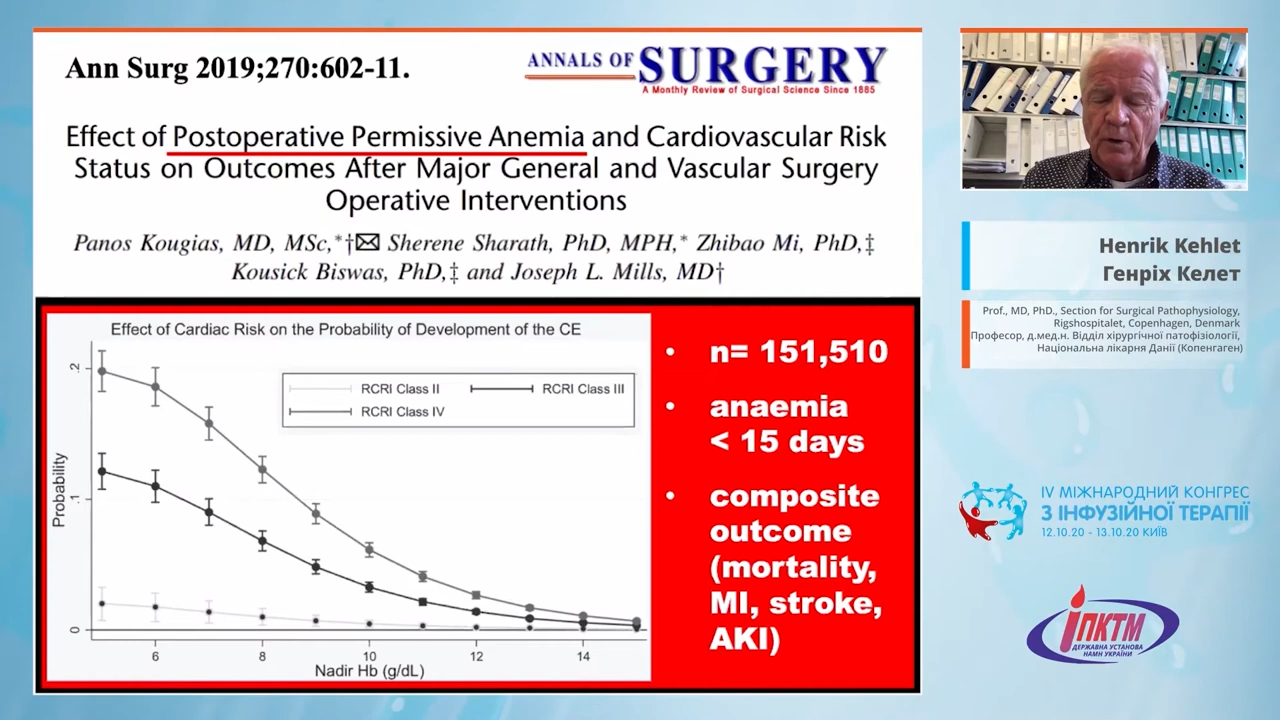 Ann Surg 2019;270:602-11.
ANNALS OF SURGERY
A Monthly Review of Surgical Science Since 1885
Effect of Postoperative Permissive Anemia and Cardiovascular Risk
Status on Outcomes After Major General and Vascular Surgery
Operative Interventions
Panos Kougias, MD, MSc,*†✉ Sherene Sharath, PhD, MPH,* Zhibao Mi, PhD,‡
Kousick Biswas, PhD,‡ and Joseph L. Mills, MD†
Effect of Cardiac Risk on the Probability of Development of the CE
RCRI Class II
RCRI Class III
RCRI Class IV
Probability
.2
.1
0
6 8 10 12 14
Nadir Hb (g/dL)
• n= 151,510
• anaemia
< 15 days
• composite
outcome
(mortality,
MI, stroke,
AKI)
Henrik Kehlet
Генріх Келет
Prof., MD, PhD., Section for Surgical Pathophysiology,
Rigshospitalet, Copenhagen, Denmark
Професор, д.мед.н. Відділ хірургічної патофізіології,
Національна лікарня Данії (Копенгаген)
IV МІЖНАРОДНИЙ КОНГРЕС
З ІНФУЗІЙНОЇ ТЕРАПІЇ
12.10.20 - 13.10.20 КИЇВ
ІПКТМ
ДЕРЖАВНА УСТАНОВА
НАМН УКРАЇНИ